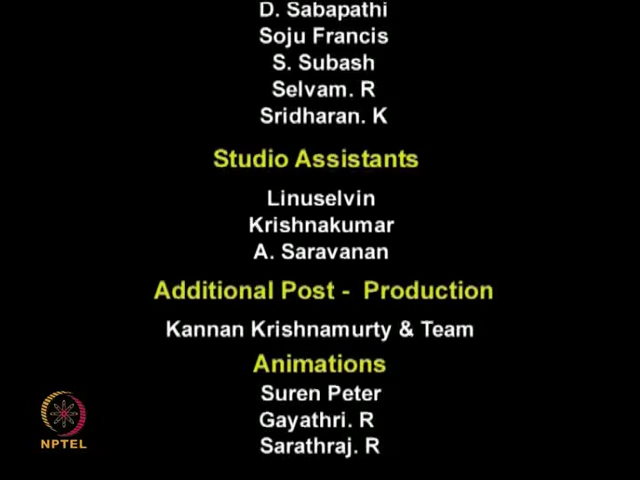 D. Sabapathi
Soju Francis
S. Subash
Selvam. R
Sridharan. K
Studio Assistants
Linuselvin
Krishnakumar
A. Saravanan
Additional Post - Production
Kannan Krishnamurty & Team
Animations
Suren Peter
Gayathri. R
Sarathraj. R
NPTEL